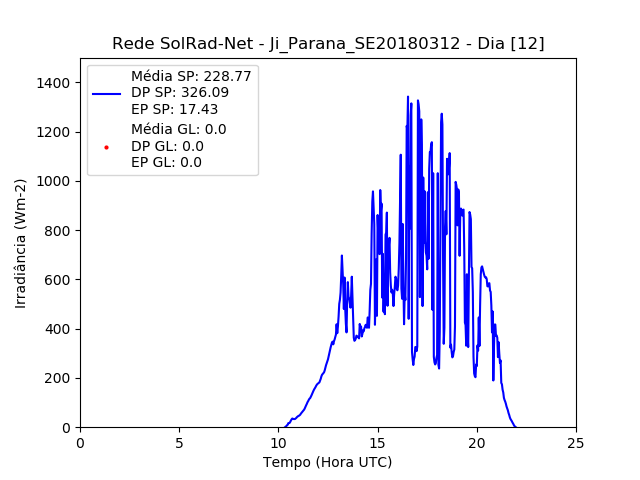 Rede SolRad-Net - Ji_Parana_SE20180312 - Dia [12]
Média SP: 228.77
DP SP: 326.09
EP SP: 17.43
Média GL: 0.0
DP GL: 0.0
EP GL: 0.0
Irradiância (Wm-2)
1400
1200
1000
800
600
400
200
0
0 5 10 15 20 25
Tempo (Hora UTC)